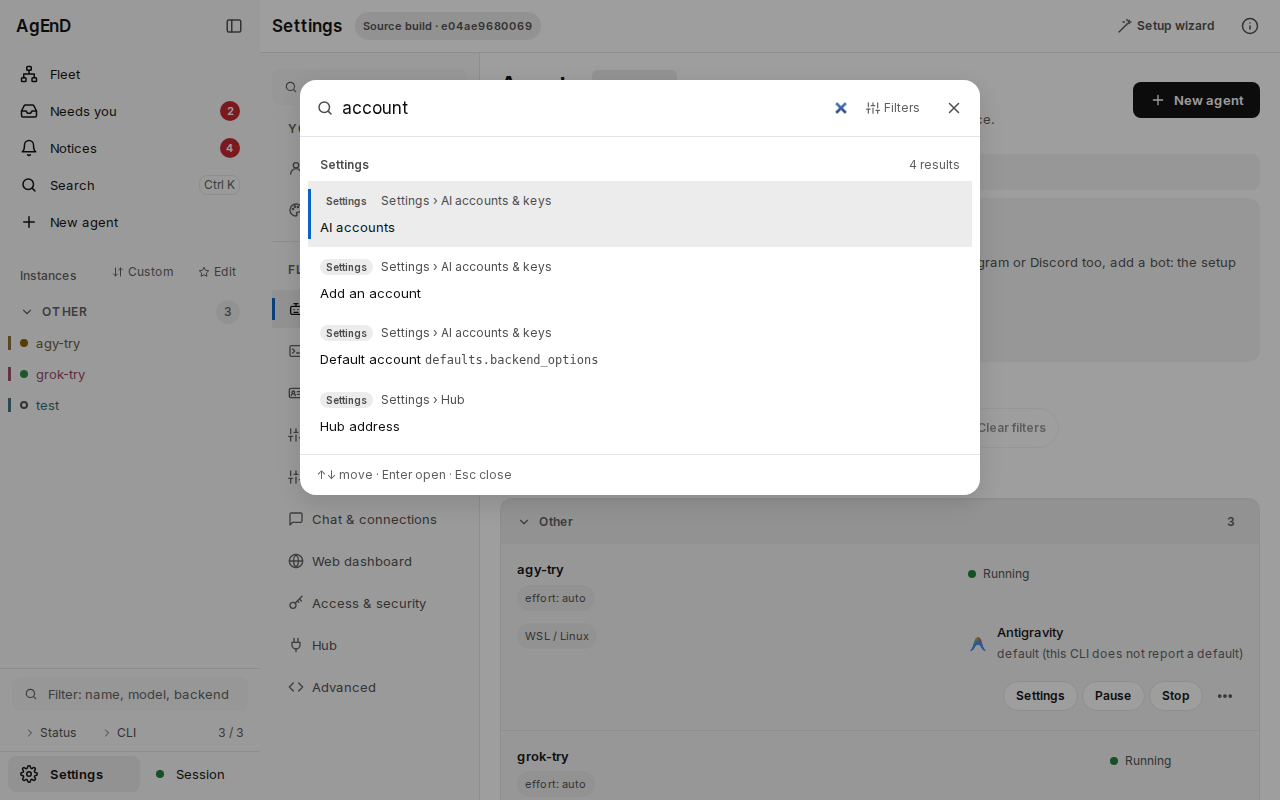 AgEnD
Settings
Source build · e04ae9680069
Setup wizard
Fleet
Needs you
2
Notices
4
Search
Ctrl K
New agent
Instances
Custom
Edit
OTHER
3
agy-try
grok-try
test
Filter: name, model, backend
Status
CLI
3 / 3
Settings
Session
account
Filters
Settings
4 results
Settings
Settings › AI accounts & keys
AI accounts
Settings
Settings › AI accounts & keys
Add an account
Settings
Settings › AI accounts & keys
Default account defaults.backend_options
Settings
Settings › Hub
Hub address
↑↓ move · Enter open · Esc close
New agent
ce.
gram or Discord too, add a bot: the setup
Clear filters
Chat & connections
Web dashboard
Access & security
Hub
Advanced
Other
3
agy-try
effort: auto
WSL / Linux
Running
Antigravity
default (this CLI does not report a default)
Settings
Pause
Stop
grok-try
effort: auto
Running